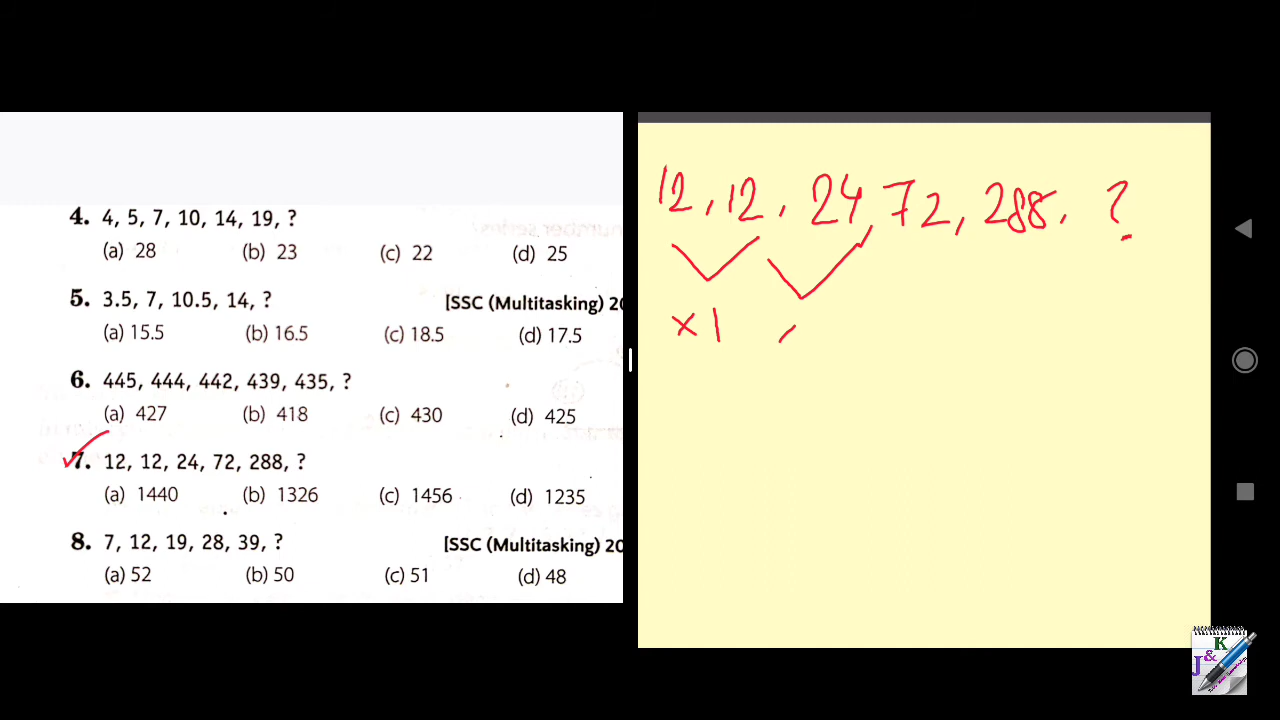 4. 4, 5, 7, 10, 14, 19, ?
(a) 28 (b) 23 (c) 22 (d) 25
5. 3.5, 7, 10.5, 14, ? [SSC (Multitasking) 20
(a) 15.5 (b) 16.5 (c) 18.5 (d) 17.5
6. 445, 444, 442, 439, 435, ?
(a) 427 (b) 418 (c) 430 (d) 425
7. 12, 12, 24, 72, 288, ?
(a) 1440 (b) 1326 (c) 1456 (d) 1235
8. 7, 12, 19, 28, 39, ? [SSC (Multitasking) 20
(a) 52 (b) 50 (c) 51 (d) 48
12, 12, 24, 72, 288, ?
×1
J&K